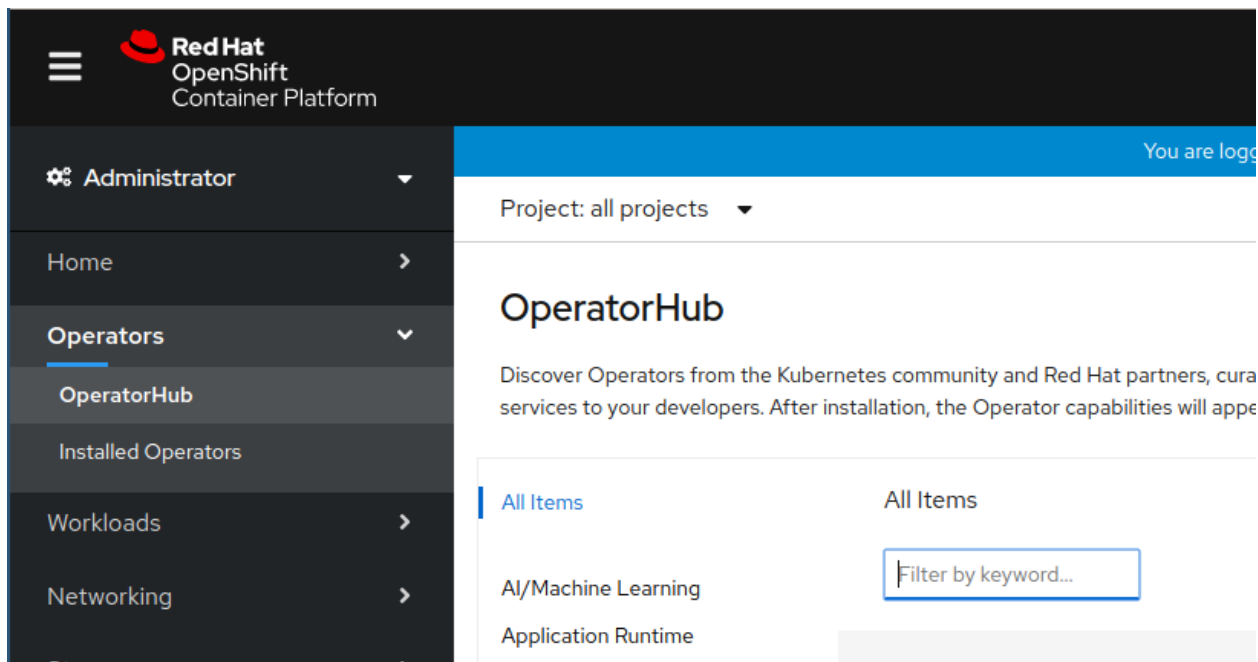 Red Hat
OpenShift
Container Platform
Administrator
Home
Operators
OperatorHub
Installed Operators
Workloads
Networking
You are logg
Project: all projects
OperatorHub
Discover Operators from the Kubernetes community and Red Hat partners, cura
services to your developers. After installation, the Operator capabilities will appe
All Items
AI/Machine Learning
Application Runtime
All Items
Filter by keyword...